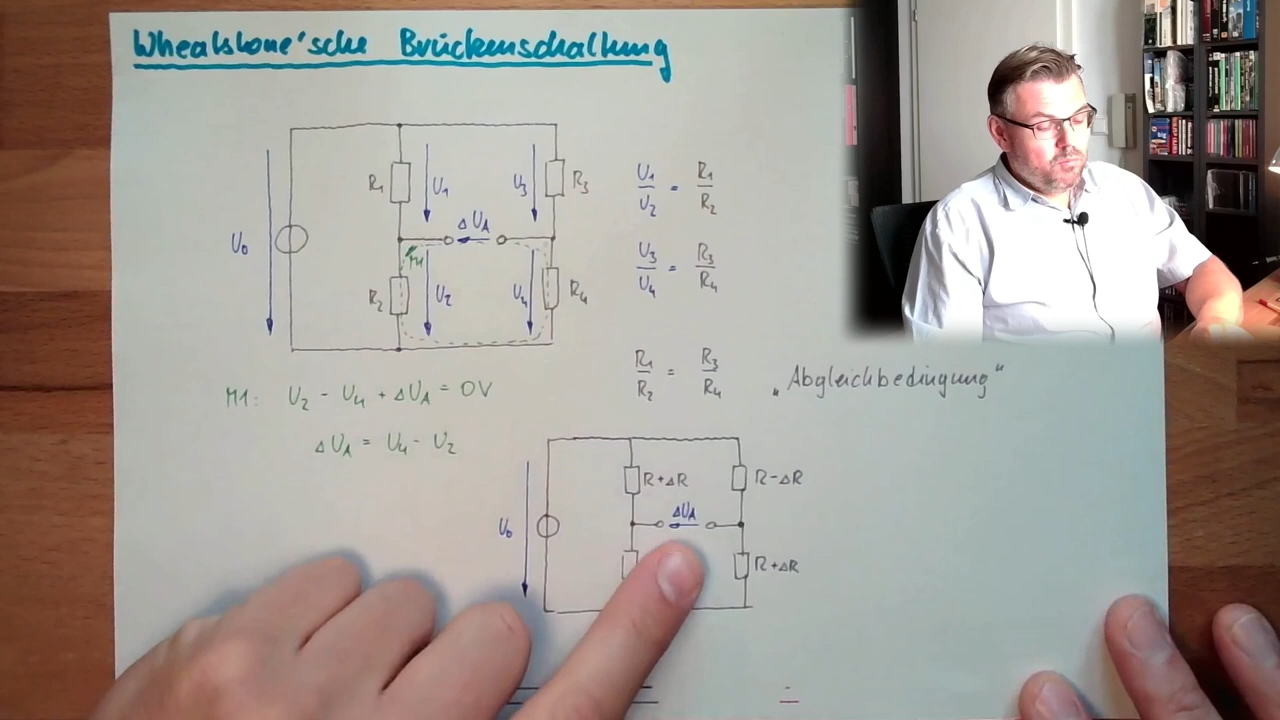 Wheatstone'sche Brückenschaltung
R1 U1 U3 R3
U1/U2 = R1/R2
U0 ΔUA
M1
R2 U2 U4 R4
U3/U4 = R3/R4
R1/R2 = R3/R4 „Abgleichbedingung“
M1: U2 - U4 + ΔUA = 0V
ΔUA = U4 - U2
R+ΔR R-ΔR
U0 ΔUA
R+ΔR
big